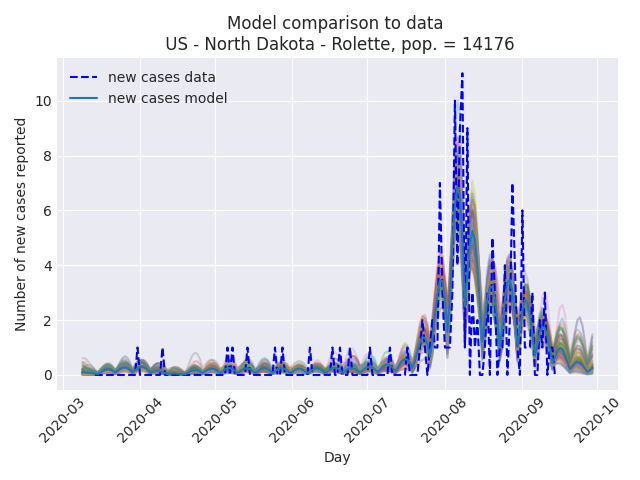 Model comparison to data
US - North Dakota - Rolette, pop. = 14176
new cases data
new cases model
Number of new cases reported
10
8
6
4
2
0
2020-03
2020-04
2020-05
2020-06
2020-07
2020-08
2020-09
2020-10
Day